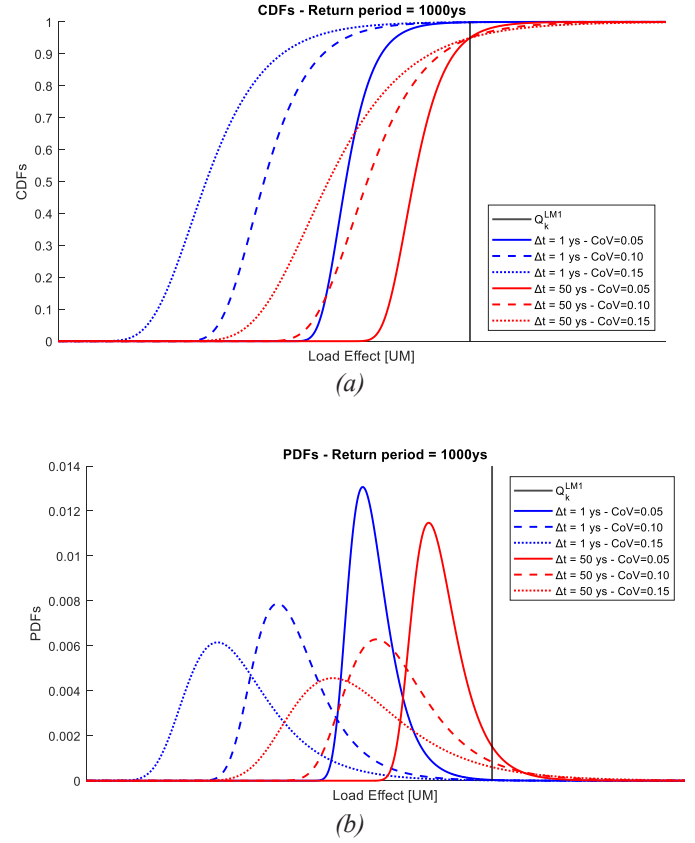 CDFs - Return period = 1000ys
1
0.9
0.8
0.7
0.6
0.5
0.4
0.3
0.2
0.1
0
CDFs
Load Effect [UM]
Q_k^LM1
Δt = 1 ys - CoV=0.05
Δt = 1 ys - CoV=0.10
Δt = 1 ys - CoV=0.15
Δt = 50 ys - CoV=0.05
Δt = 50 ys - CoV=0.10
Δt = 50 ys - CoV=0.15
(a)
PDFs - Return period = 1000ys
0.014
0.012
0.01
0.008
0.006
0.004
0.002
0
PDFs
Load Effect [UM]
Q_k^LM1
Δt = 1 ys - CoV=0.05
Δt = 1 ys - CoV=0.10
Δt = 1 ys - CoV=0.15
Δt = 50 ys - CoV=0.05
Δt = 50 ys - CoV=0.10
Δt = 50 ys - CoV=0.15
(b)